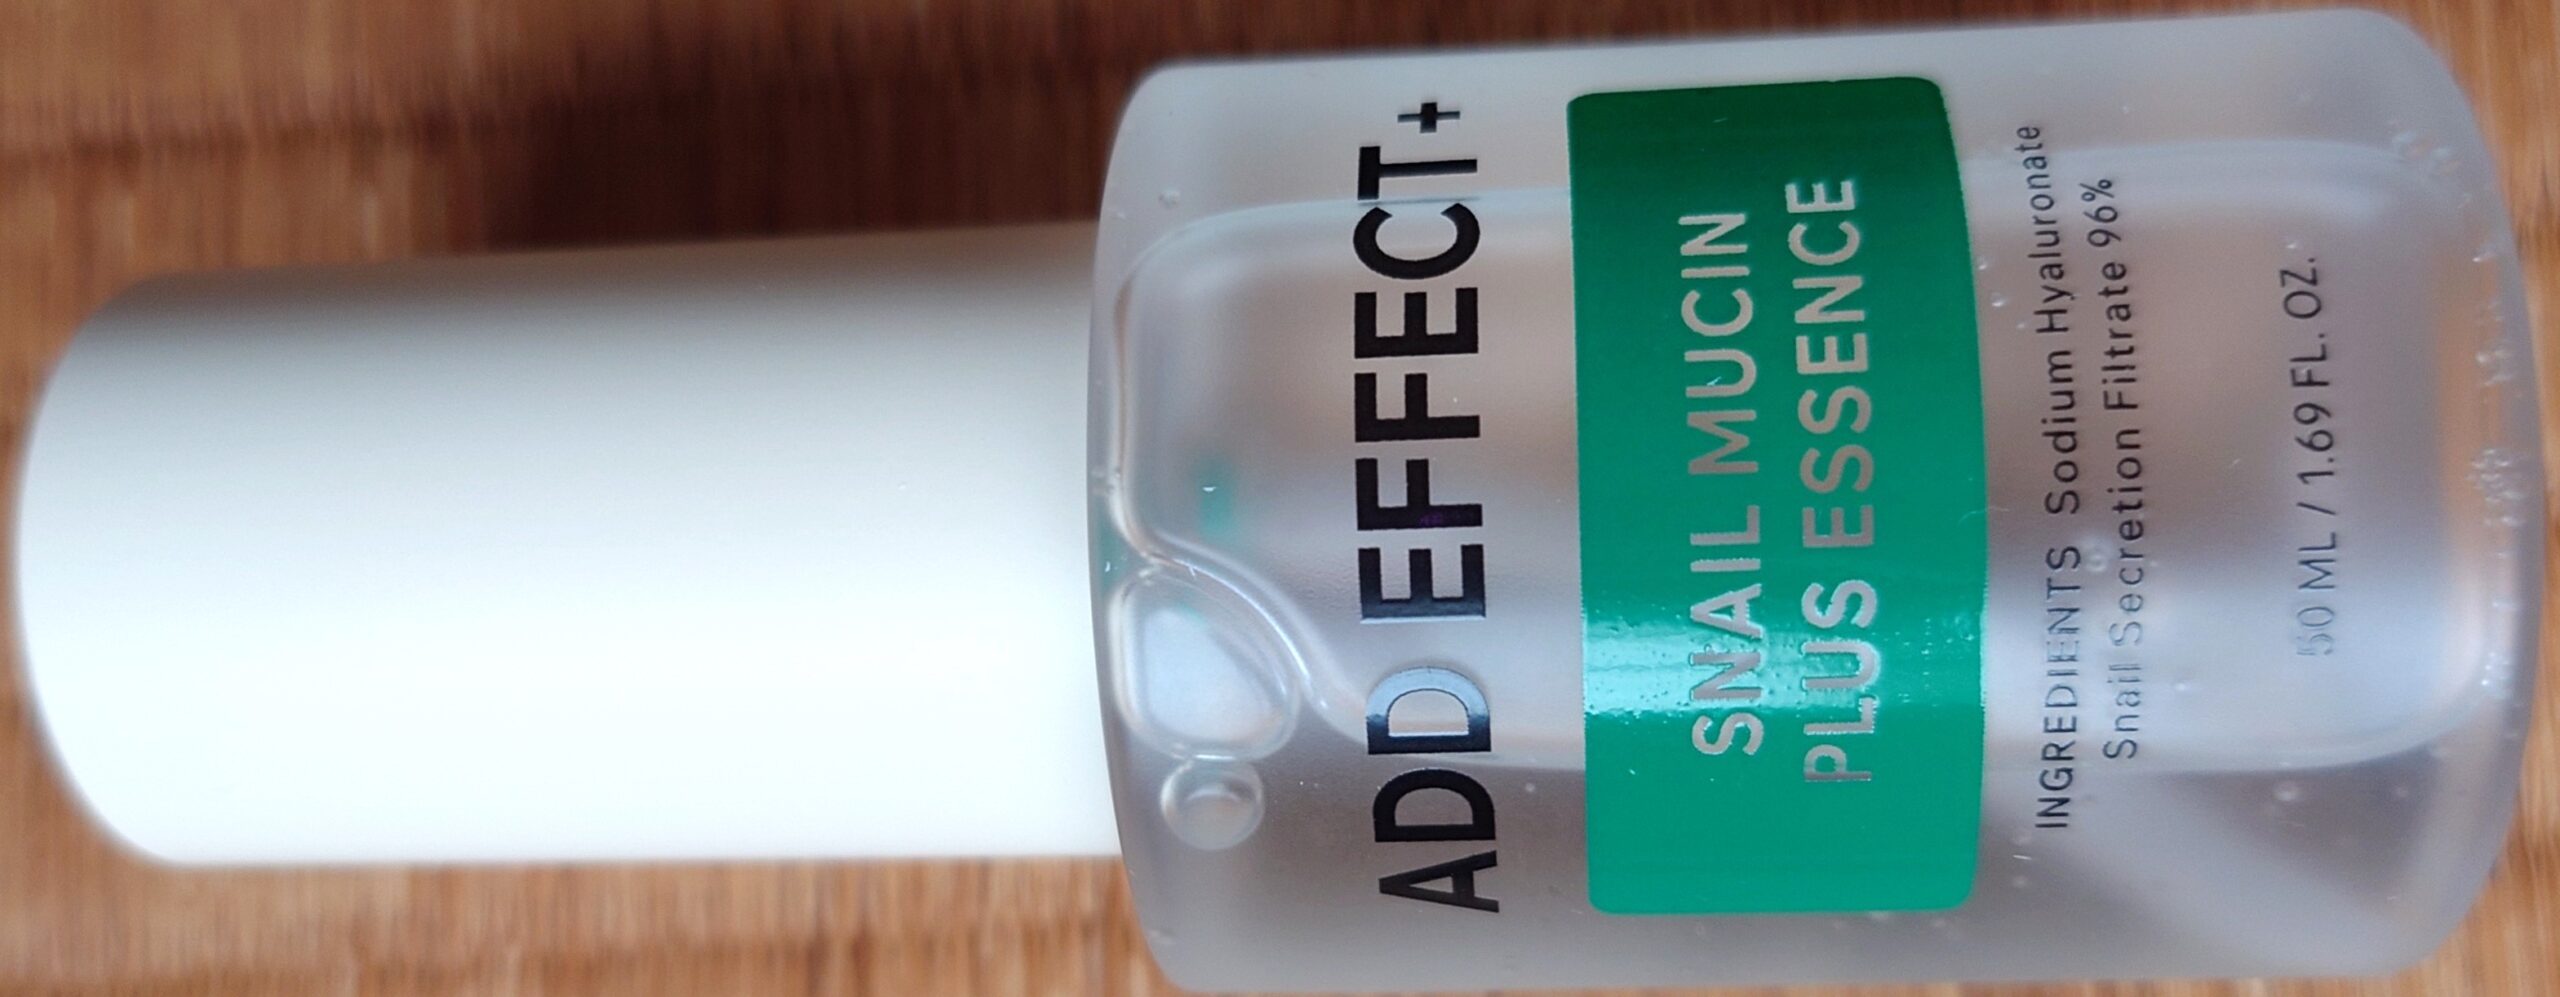 ADD EFFECT+
SNAIL MUCIN
PLUS ESSENCE
INGREDIENTS Sodium Hyaluronate
Snail Secretion Filtrate 96%
50 ML / 1.69 FL. OZ.